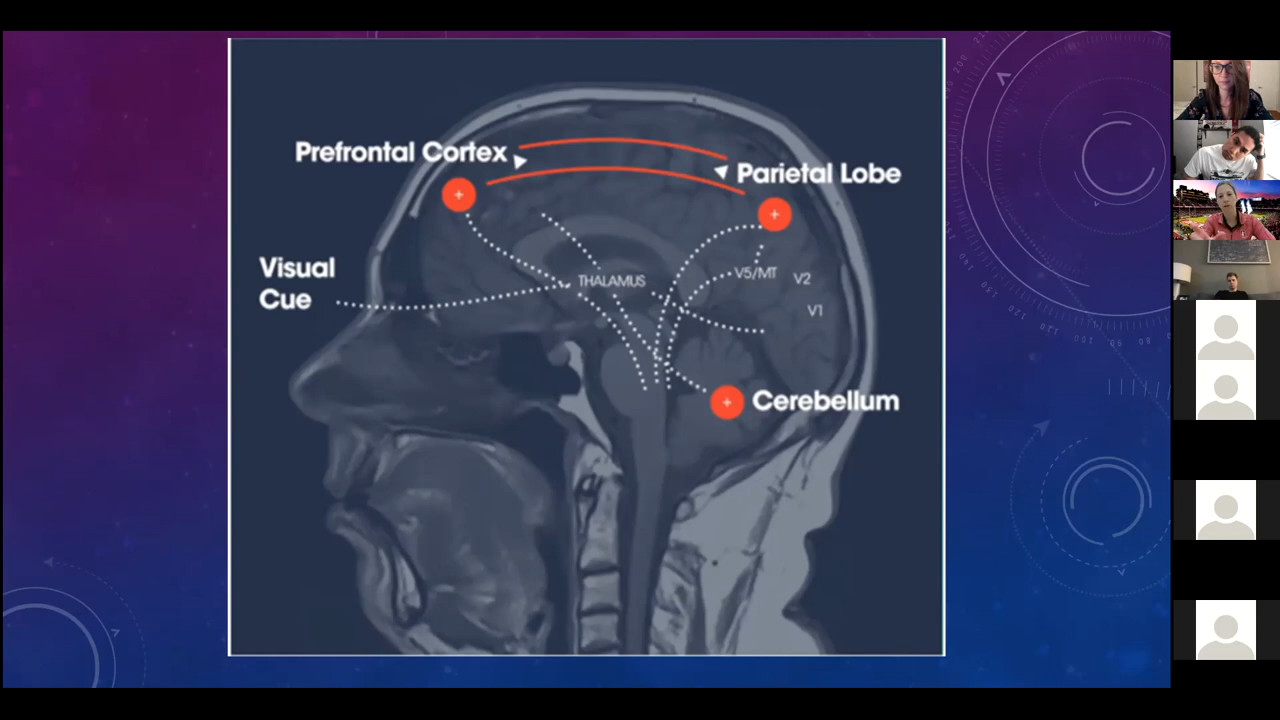 Prefrontal Cortex
Parietal Lobe
Visual
Cue
THALAMUS
V5/MT
V2
V1
Cerebellum